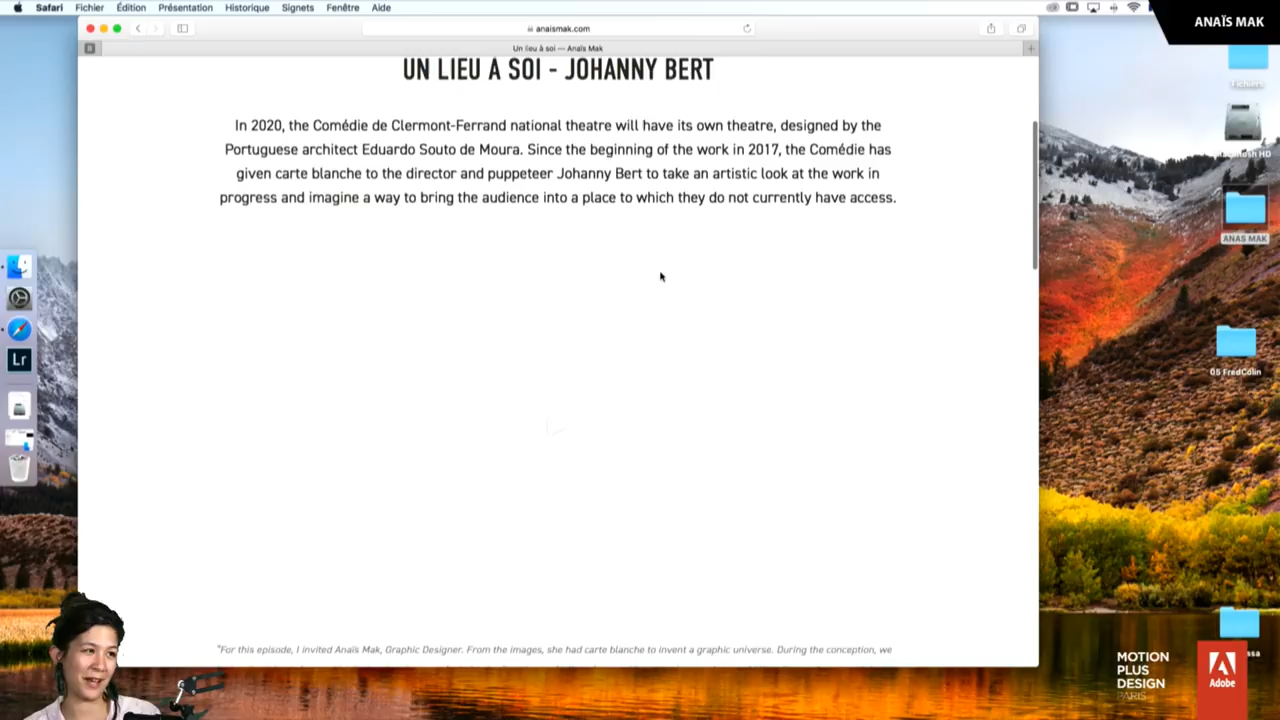 Safari Fichier Édition Présentation Historique Signets Fenêtre Aide
ANAÏS MAK
anaismak.com
Un lieu à soi — Anaïs Mak
UN LIEU A SOI - JOHANNY BERT
In 2020, the Comédie de Clermont-Ferrand national theatre will have its own theatre, designed by the
Portuguese architect Eduardo Souto de Moura. Since the beginning of the work in 2017, the Comédie has
given carte blanche to the director and puppeteer Johanny Bert to take an artistic look at the work in
progress and imagine a way to bring the audience into a place to which they do not currently have access.
"For this episode, I invited Anaïs Mak, Graphic Designer. From the images, she had carte blanche to invent a graphic universe. During the conception, we
Fichiers
HD
ANAS MAK
05 FredColin
Lr
MOTION
PLUS
DESIGN
PARIS
Adobe